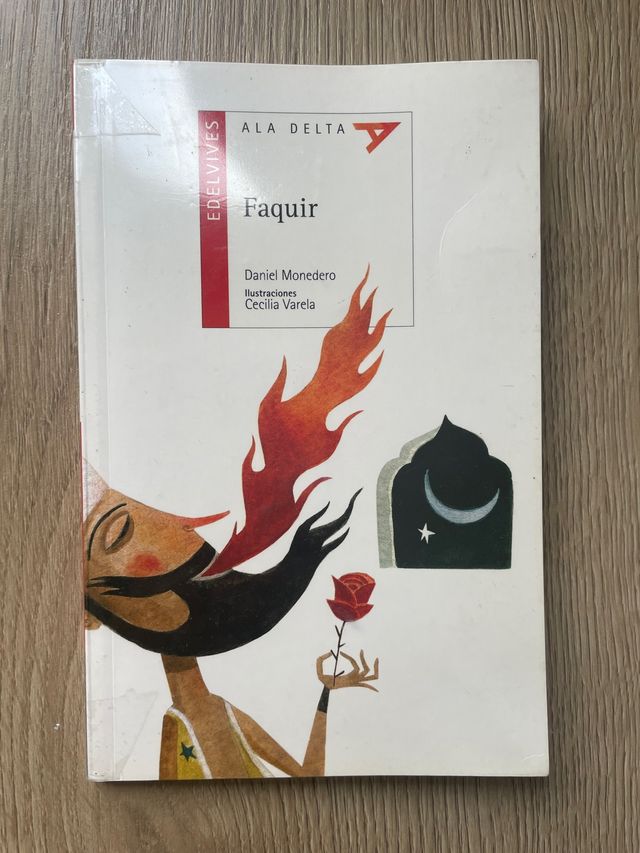 EDELVIVES
ALA DELTA
Faquir
Daniel Monedero
Ilustraciones
Cecilia Varela